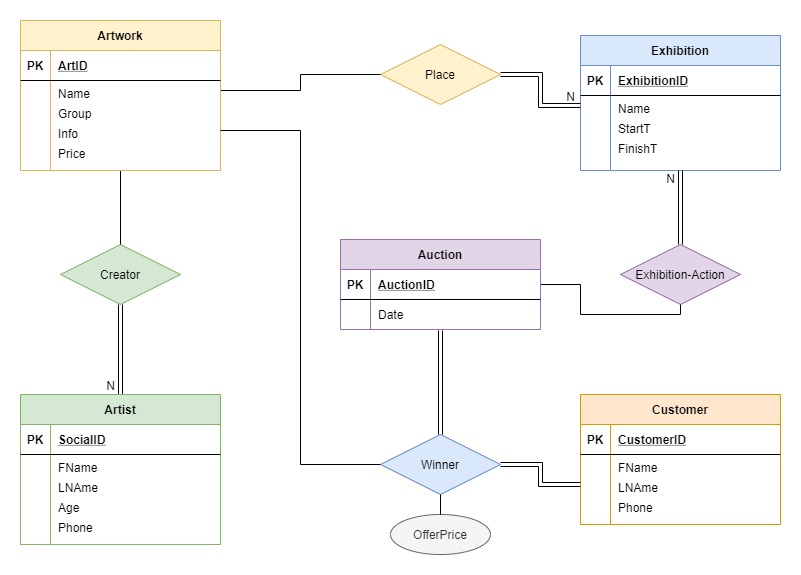 Artwork
PK ArtID
Name
Group
Info
Price
Place
N
Exhibition
PK ExhibitionID
Name
StartT
FinishT
N
Creator
Auction
PK AuctionID
Date
Exhibition-Action
N
Artist
PK SocialID
FName
LNAme
Age
Phone
Winner
OfferPrice
Customer
PK CustomerID
FName
LNAme
Phone